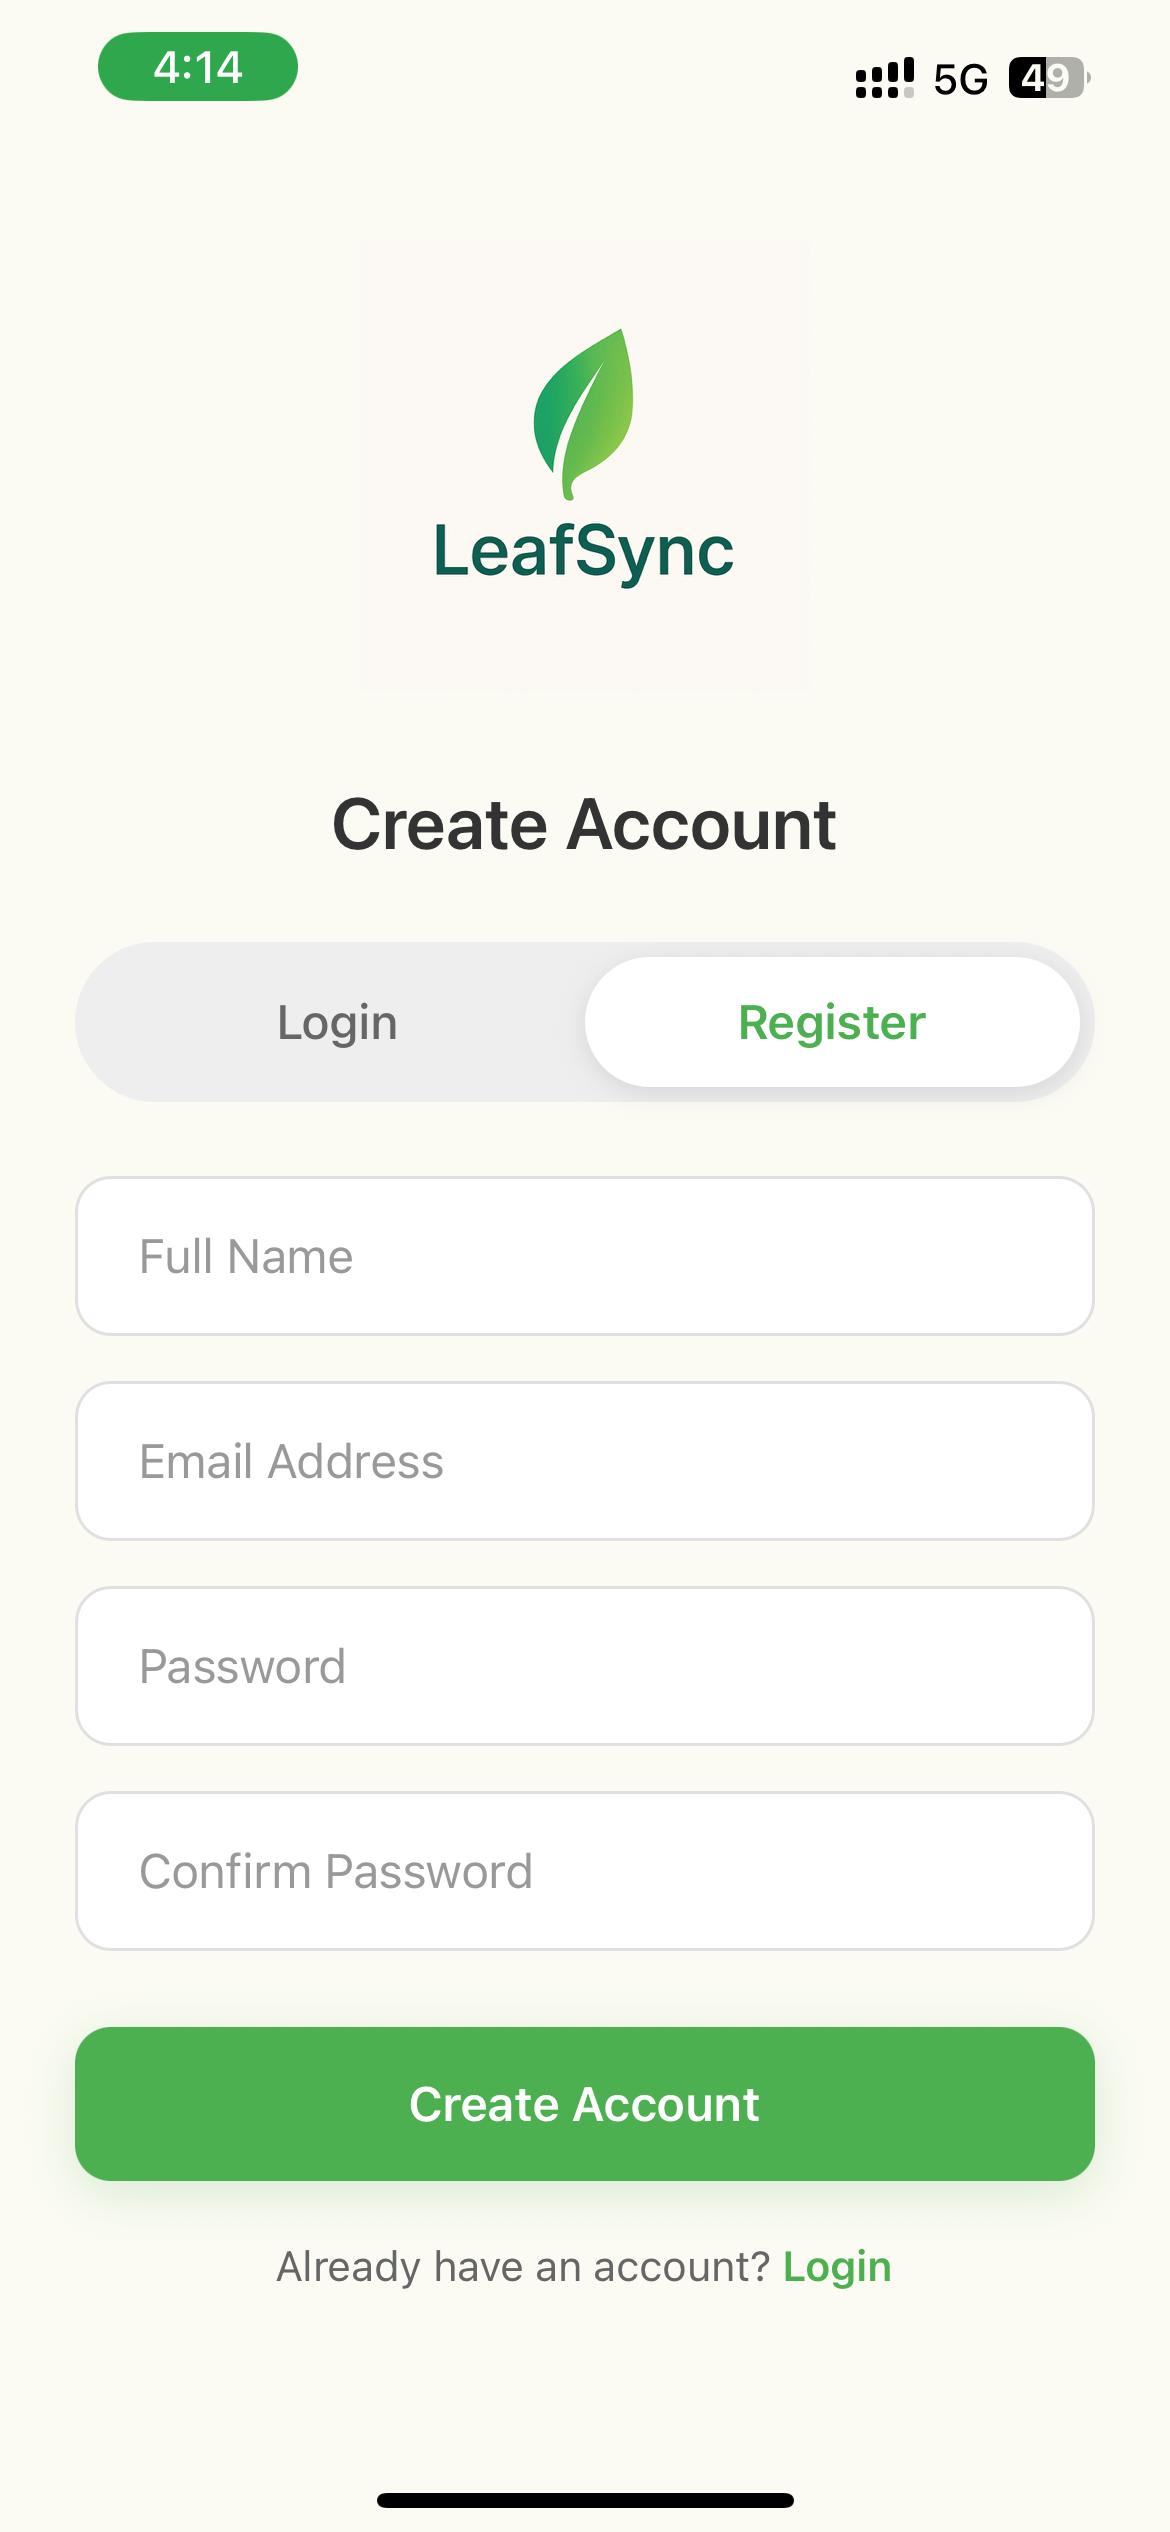 4:14
5G 49
LeafSync
Create Account
Login Register
Full Name
Email Address
Password
Confirm Password
Create Account
Already have an account? Login